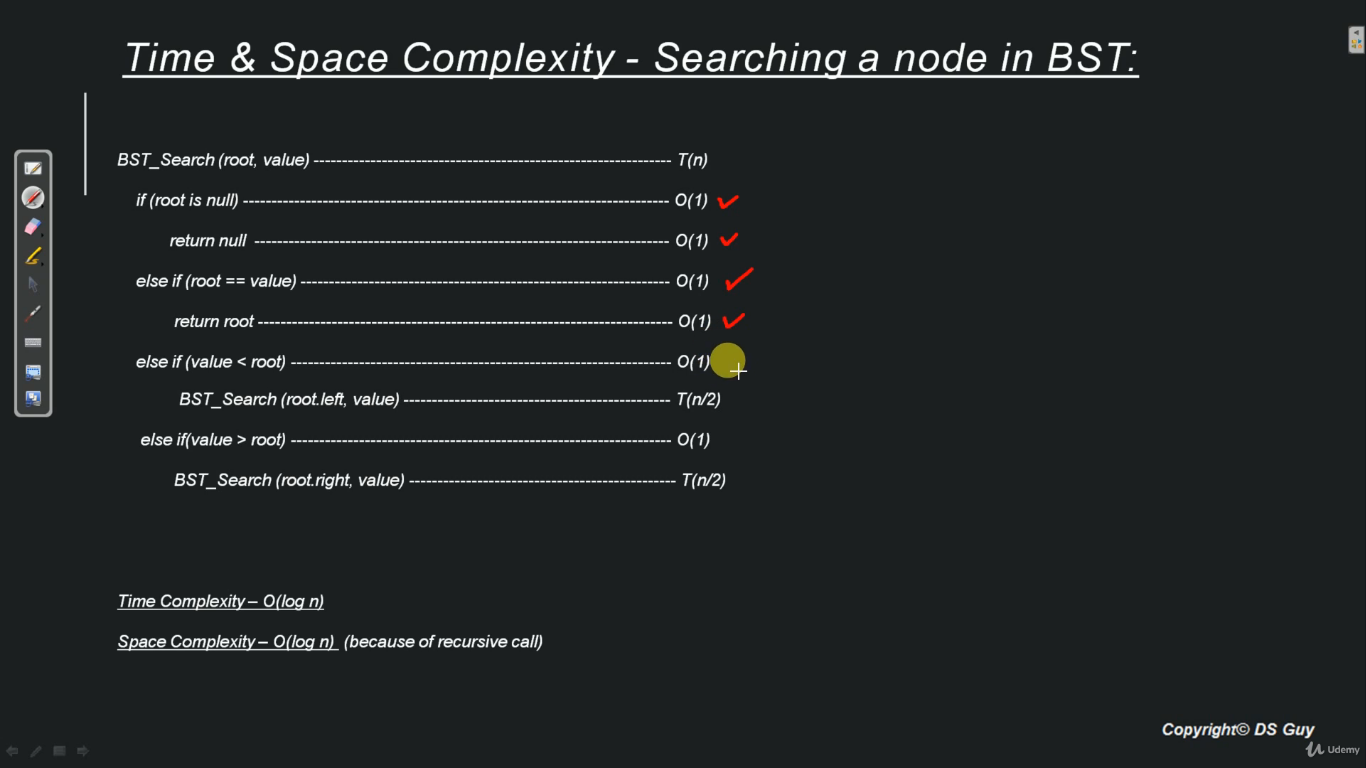 Time & Space Complexity - Searching a node in BST:
BST_Search (root, value) -------------------------------------------------------------- T(n)
if (root is null) -------------------------------------------------------------------------- O(1)
return null ------------------------------------------------------------------------ O(1)
else if (root == value) ---------------------------------------------------------------- O(1)
return root ------------------------------------------------------------------------ O(1)
else if (value < root) ------------------------------------------------------------------ O(1)
BST_Search (root.left, value) ---------------------------------------------- T(n/2)
else if(value > root) ------------------------------------------------------------------ O(1)
BST_Search (root.right, value) ---------------------------------------------- T(n/2)
Time Complexity – O(log n)
Space Complexity – O(log n) (because of recursive call)
Copyright© DS Guy
Udemy